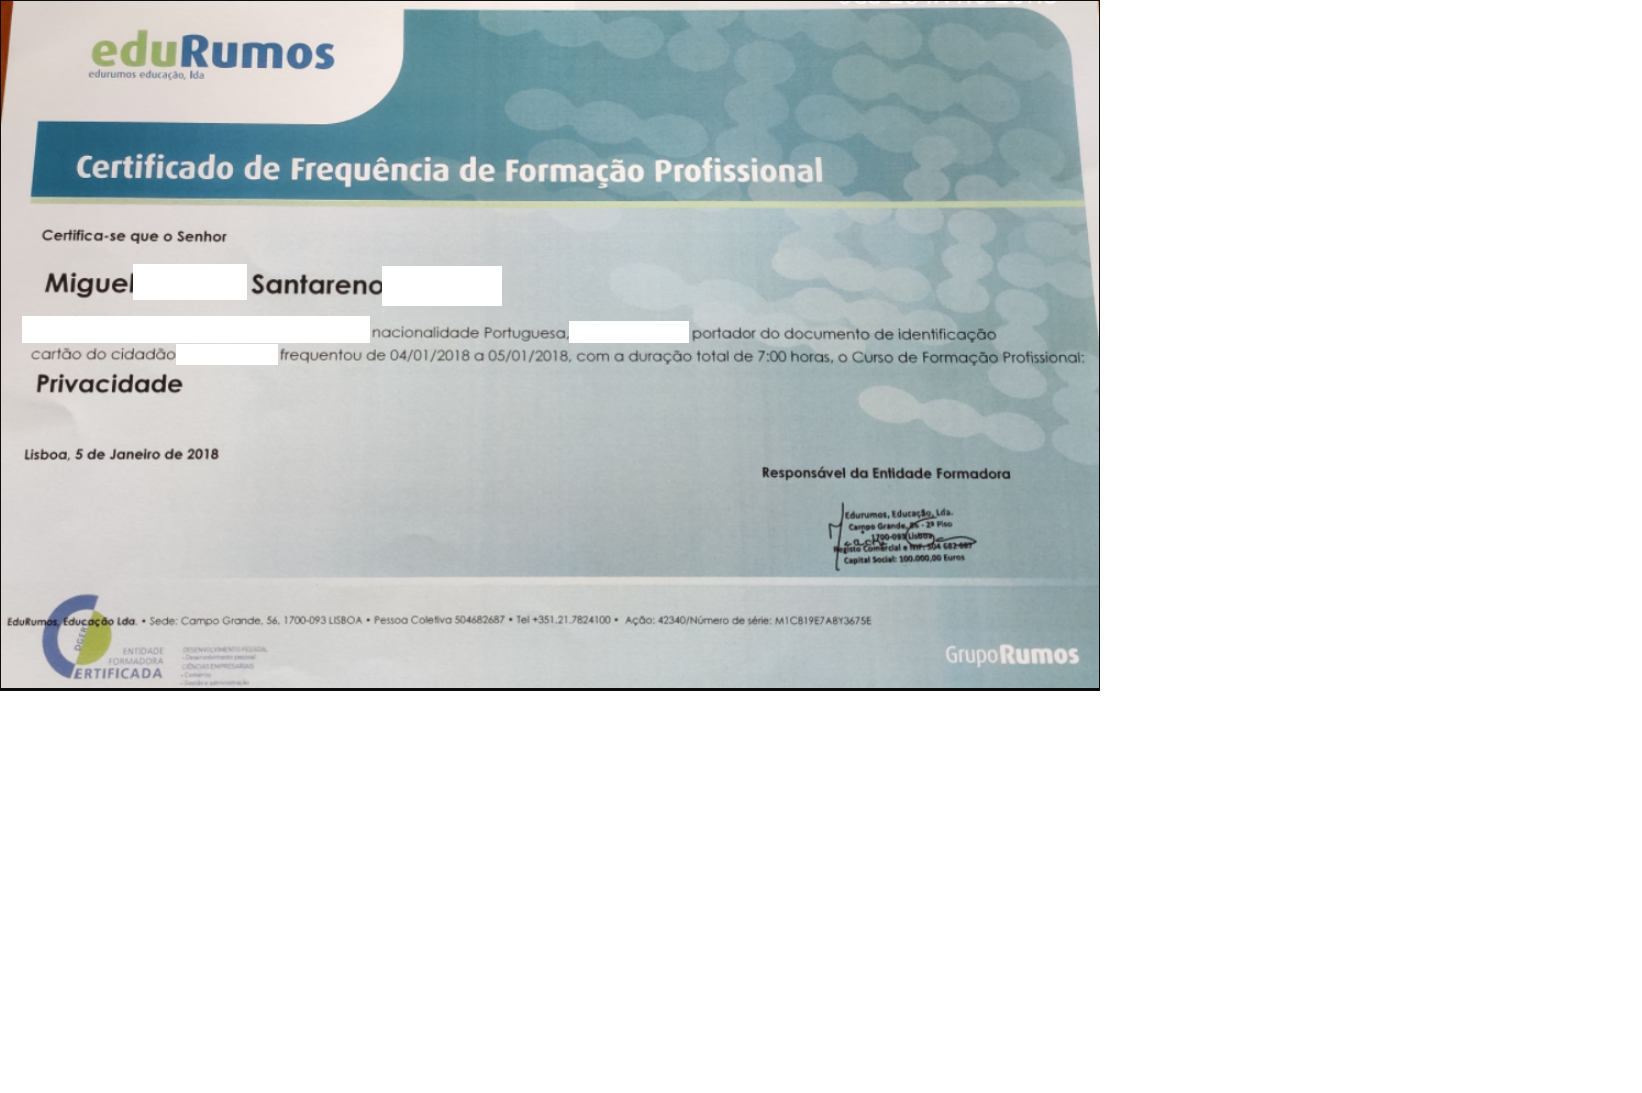 eduRumos
edurumos educação, lda
Certificado de Frequência de Formação Profissional
Certifica-se que o Senhor
Miguel Santareno
nacionalidade Portuguesa, portador do documento de identificação
cartão do cidadão frequentou de 04/01/2018 a 05/01/2018, com a duração total de 7:00 horas, o Curso de Formação Profissional:
Privacidade
Lisboa, 5 de Janeiro de 2018
Responsável da Entidade Formadora
Edurumos, Educação, Lda.
Campo Grande, 56 - 2º Piso
1700-093 Lisboa
Registo Comercial e NIF: 504 682 687
Capital Social: 100.000,00 Euros
EduRumos, Educação Lda. • Sede: Campo Grande, 56, 1700-093 LISBOA • Pessoa Coletiva 504682687 • Tel +351.21.7824100 • Ação: 42340/Número de série: M1C819E7A8Y3675E
DGERT
ENTIDADE
FORMADORA
CERTIFICADA
DESENVOLVIMENTO PESSOAL
- Desenvolvimento pessoal
CIÊNCIAS EMPRESARIAIS
- Comércio
- Gestão e administração
GrupoRumos